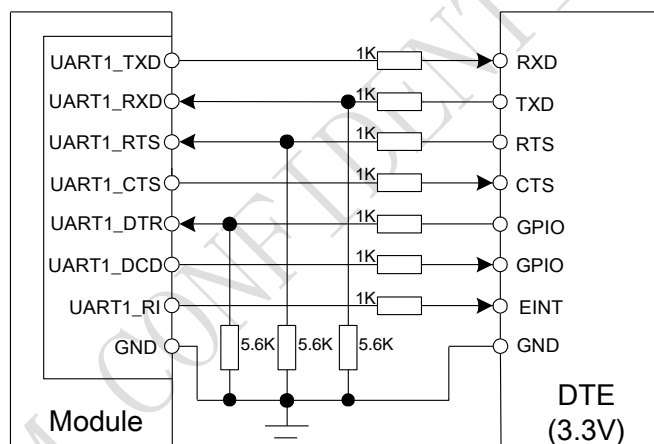 UART1_TXD 1K RXD
UART1_RXD 1K TXD
UART1_RTS 1K RTS
UART1_CTS 1K CTS
UART1_DTR 1K GPIO
UART1_DCD 1K GPIO
UART1_RI 1K EINT
GND 5.6K 5.6K 5.6K GND
Module
DTE
(3.3V)
CONFIDENT